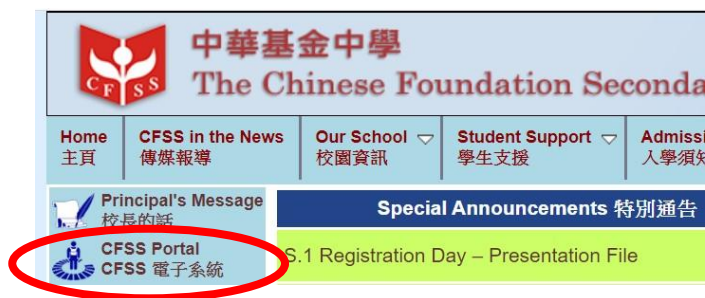 中華基金中學
The Chinese Foundation Seconda
CFSS
Home
主頁
CFSS in the News
傳媒報導
Our School
校園資訊
Student Support
學生支援
Admissi
入學須知
Principal's Message
校長的話
Special Announcements 特別通告
CFSS Portal
CFSS 電子系統
S.1 Registration Day – Presentation File